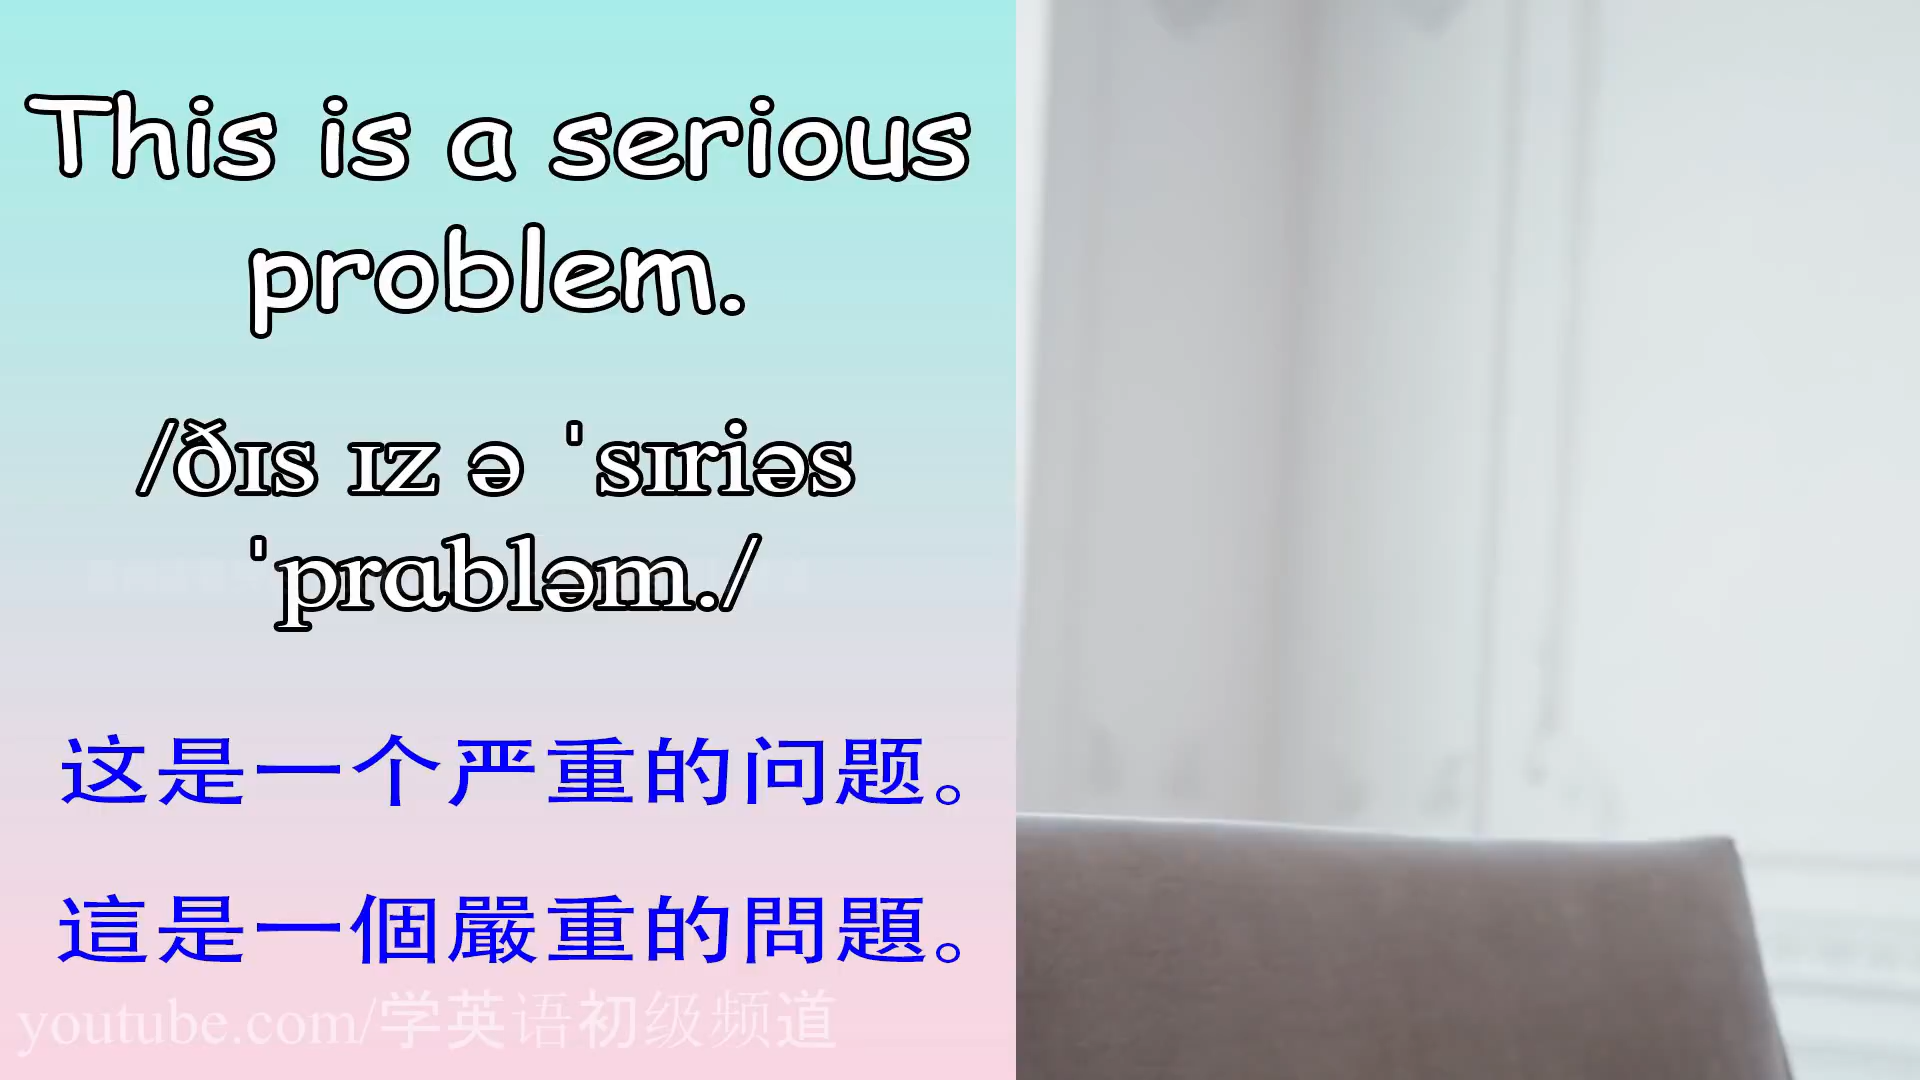 This is a serious
problem.
/ðɪs ɪz ə ˈsɪriəs
ˈprɑbləm./
这是一个严重的问题。
這是一個嚴重的問題。
youtube.com/学英语初级频道